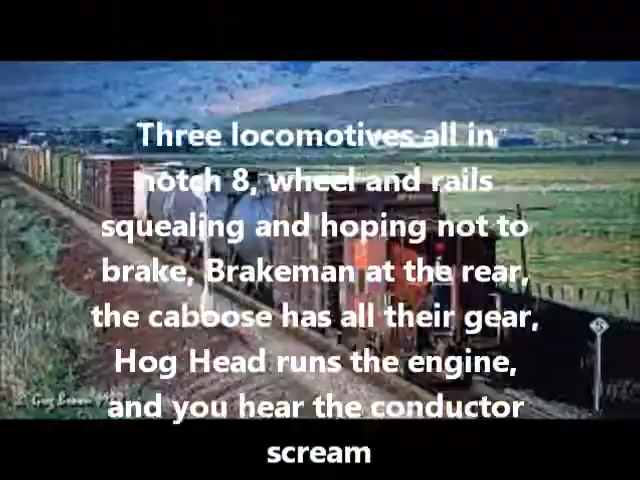 Three locomotives all in
notch 8, wheel and rails
squealing and hoping not to
brake, Brakeman at the rear,
the caboose has all their gear,
Hog Head runs the engine,
and you hear the conductor
scream